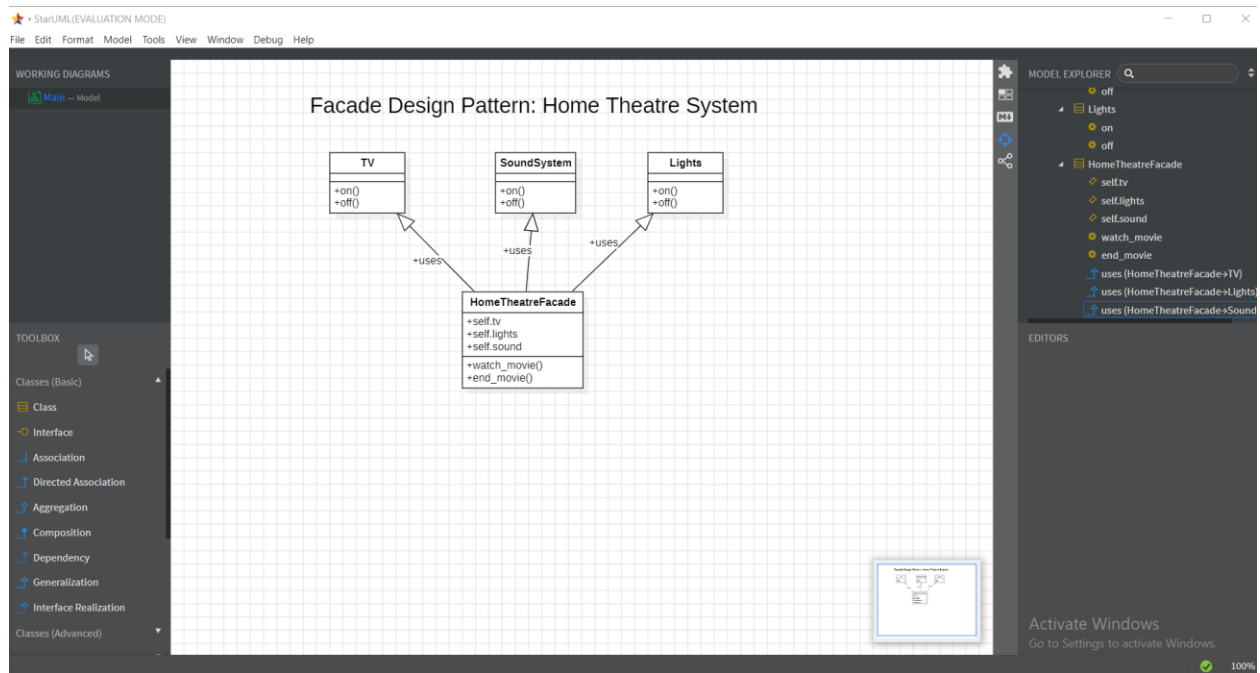 • StarUML(EVALUATION MODE)
File Edit Format Model Tools View Window Debug Help
WORKING DIAGRAMS
Main — Model
TOOLBOX
Classes (Basic)
Class
Interface
Association
Directed Association
Aggregation
Composition
Dependency
Generalization
Interface Realization
Classes (Advanced)
Facade Design Pattern: Home Theatre System
TV
+on()
+off()
SoundSystem
+on()
+off()
Lights
+on()
+off()
+uses
+uses
+uses
HomeTheatreFacade
+self.tv
+self.lights
+self.sound
+watch_movie()
+end_movie()
MODEL EXPLORER
off
Lights
on
off
HomeTheatreFacade
self.tv
self.lights
self.sound
watch_movie
end_movie
uses (HomeTheatreFacade→TV)
uses (HomeTheatreFacade→Lights)
uses (HomeTheatreFacade→Sound
EDITORS
Activate Windows
Go to Settings to activate Windows.
100%